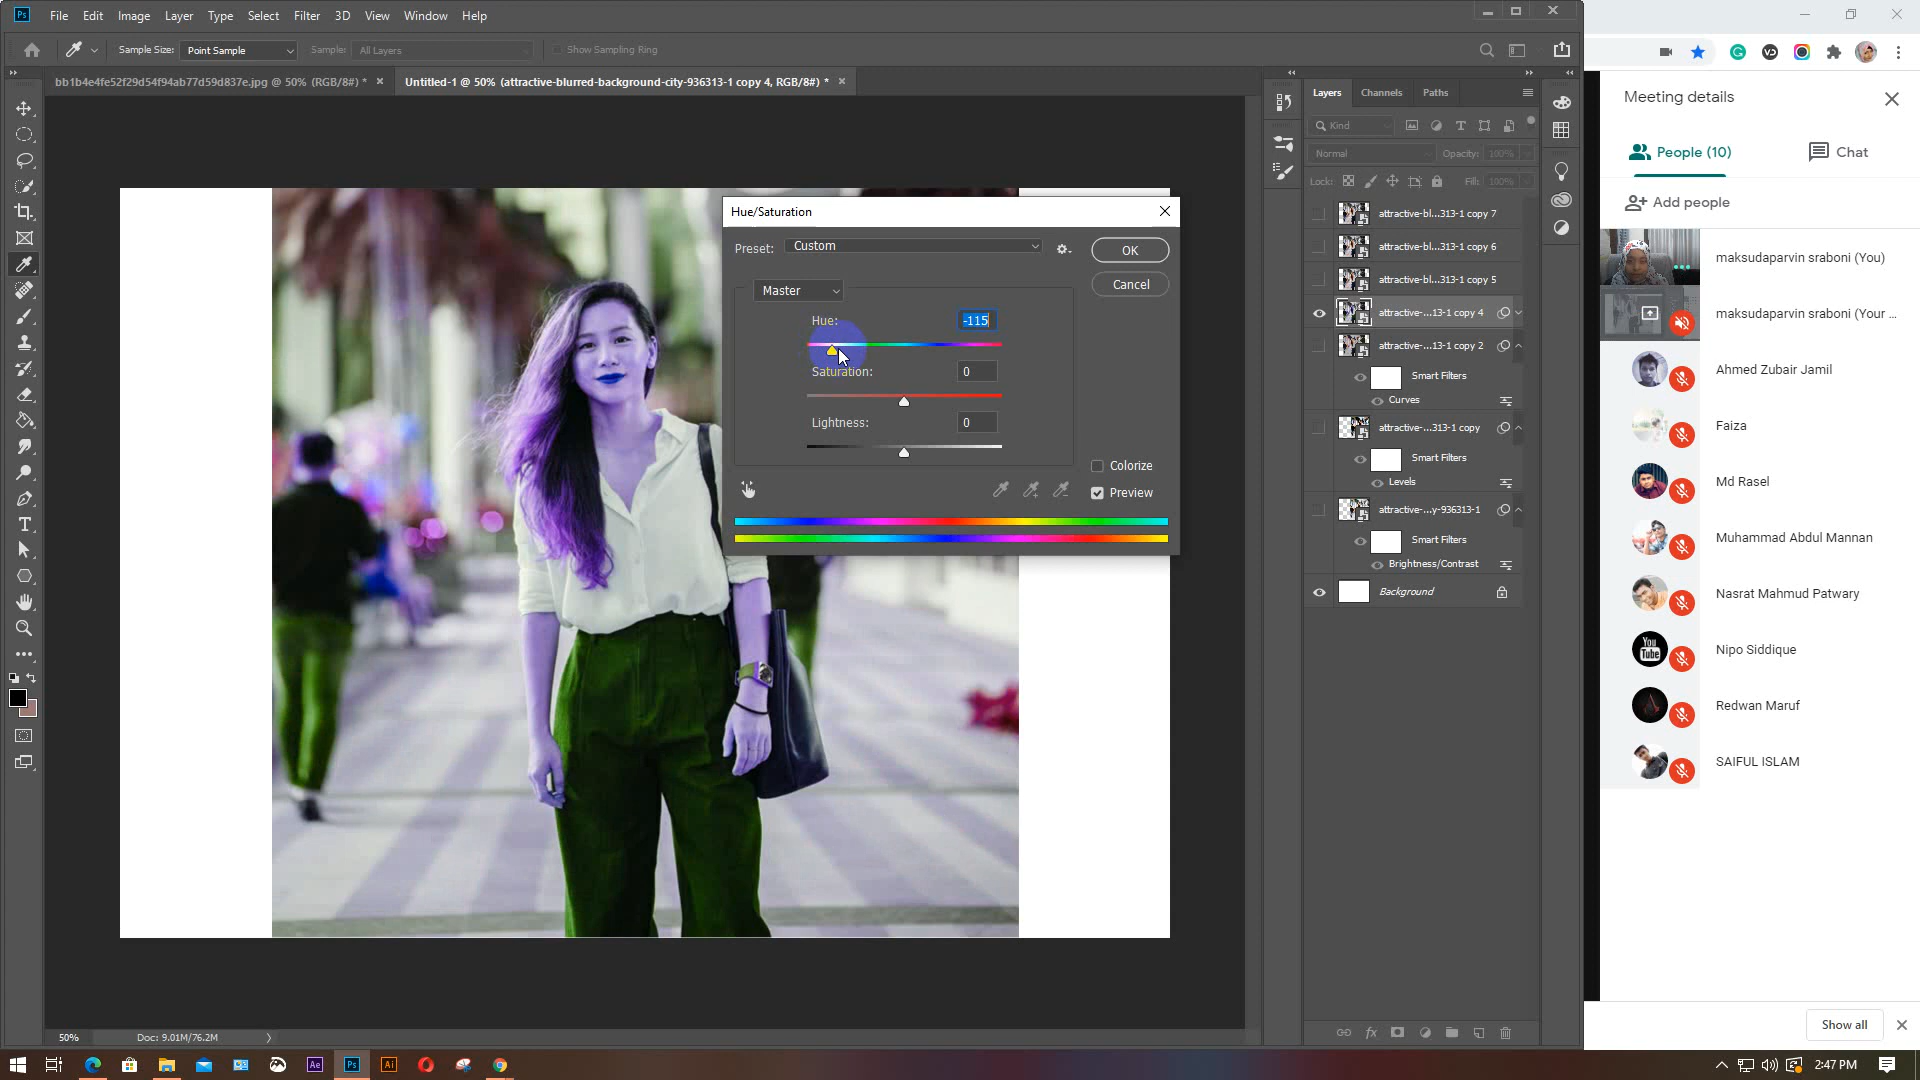 Ps File Edit Image Layer Type Select Filter 3D View Window Help
Sample Size: Point Sample Sample: All Layers Show Sampling Ring
bb1b4e4fe52f29d54f94ab77d59d837e.jpg @ 50% (RGB/8#) *
Untitled-1 @ 50% (attractive-blurred-background-city-936313-1 copy 4, RGB/8#) *
Hue/Saturation
Preset: Custom
OK
Cancel
Master
Hue: -115
Saturation: 0
Lightness: 0
Colorize
Preview
Layers Channels Paths
Kind
Normal Opacity: 100%
Lock: Fill: 100%
attractive-bl...313-1 copy 7
attractive-bl...313-1 copy 6
attractive-bl...313-1 copy 5
attractive-...13-1 copy 4
attractive-...13-1 copy 2
Smart Filters
Curves
attractive-...313-1 copy
Smart Filters
Levels
attractive-...y-936313-1
Smart Filters
Brightness/Contrast
Background
50% Doc: 9.01M/76.2M
Meeting details
People (10) Chat
Add people
maksudaparvin sraboni (You)
maksudaparvin sraboni (Your ...
Ahmed Zubair Jamil
Faiza
Md Rasel
Muhammad Abdul Mannan
Nasrat Mahmud Patwary
You Tube
Nipo Siddique
Redwan Maruf
SAIFUL ISLAM
Show all
Ae Ps Ai
2:47 PM